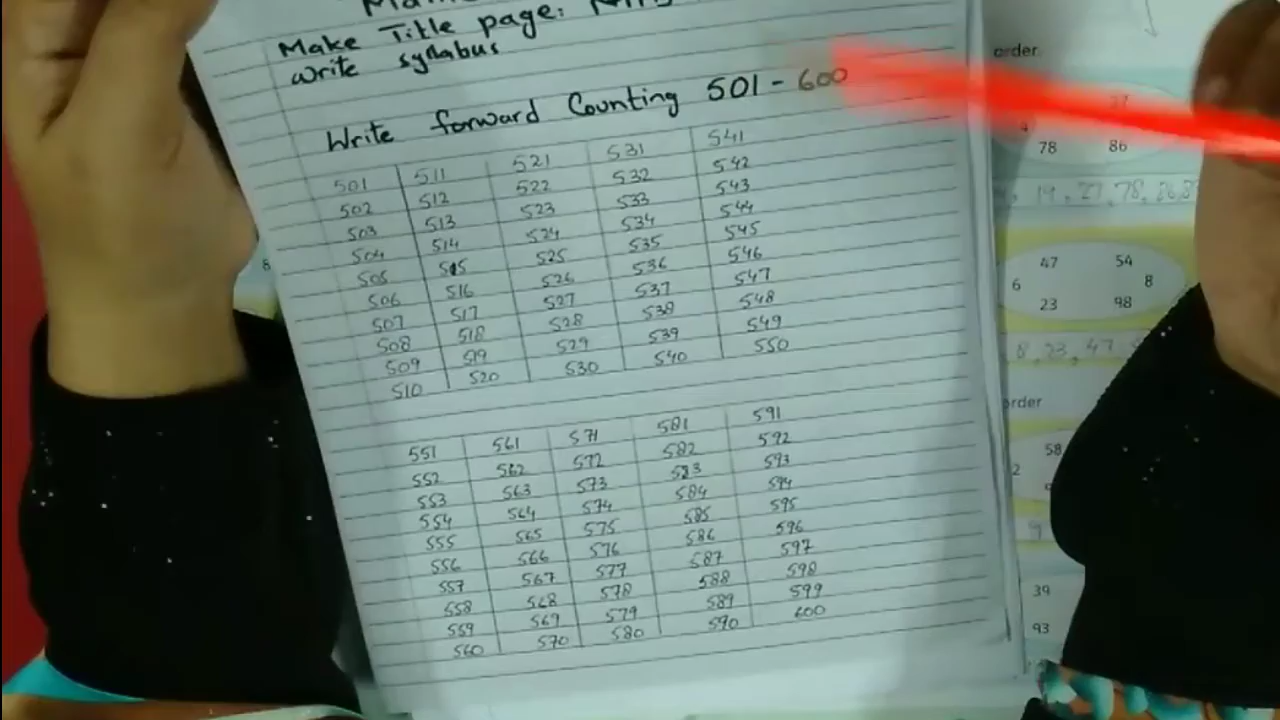 Make Title page:
write syllabus
Write forward Counting 501 - 600
501 511 521 531 541
502 512 522 532 542
503 513 523 533 543
504 514 524 534 544
505 515 525 535 545
506 516 526 536 546
507 517 527 537 547
508 518 528 538 548
509 519 529 539 549
510 520 530 540 550
551 561 571 581 591
552 562 572 582 592
553 563 573 583 593
554 564 574 584 594
555 565 575 585 595
556 566 576 586 596
557 567 577 587 597
558 568 578 588 598
559 569 579 589 599
560 570 580 590 600
order.
78 86
47 54
6 8
23 98
order
58
39
93